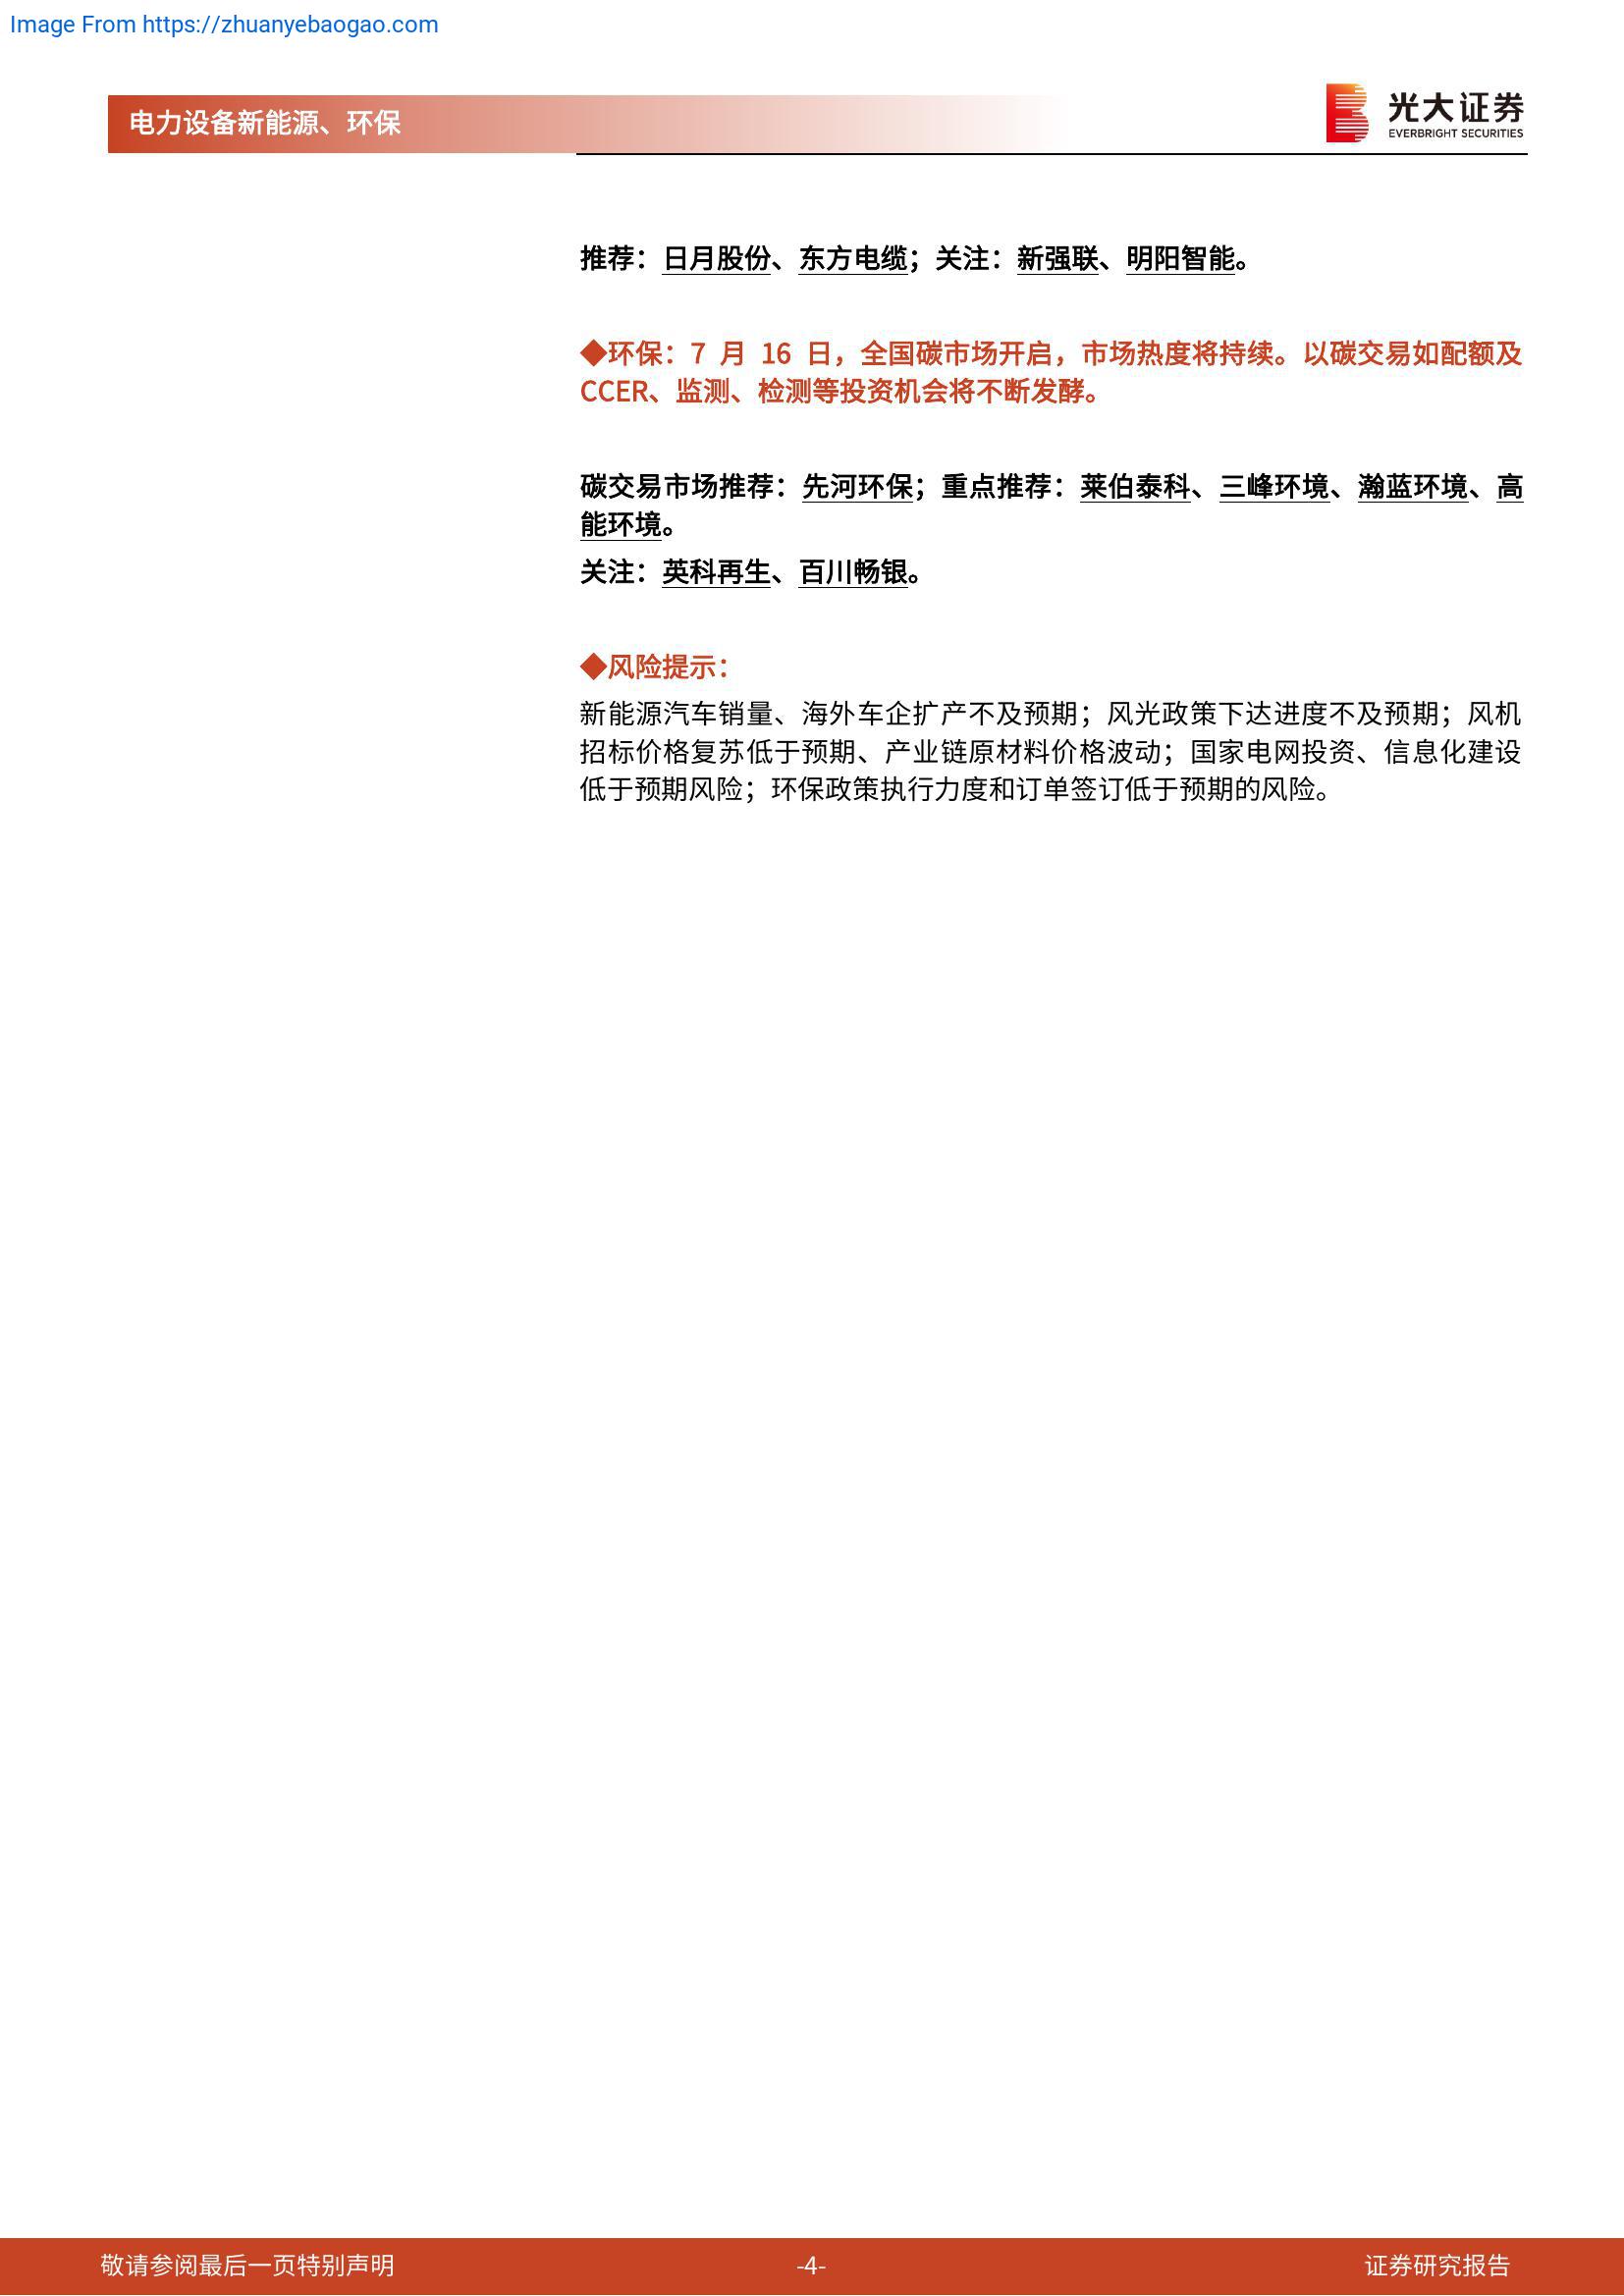 Image From https://zhuanyebaogao.com
电力设备新能源、环保
光大证券
EVERBRIGHT SECURITIES
推荐：日月股份、东方电缆；关注：新强联、明阳智能。
◆环保：7 月 16 日，全国碳市场开启，市场热度将持续。以碳交易如配额及
CCER、监测、检测等投资机会将不断发酵。
碳交易市场推荐：先河环保；重点推荐：莱伯泰科、三峰环境、瀚蓝环境、高
能环境。
关注：英科再生、百川畅银。
◆风险提示：
新能源汽车销量、海外车企扩产不及预期；风光政策下达进度不及预期；风机
招标价格复苏低于预期、产业链原材料价格波动；国家电网投资、信息化建设
低于预期风险；环保政策执行力度和订单签订低于预期的风险。
敬请参阅最后一页特别声明
-4-
证券研究报告